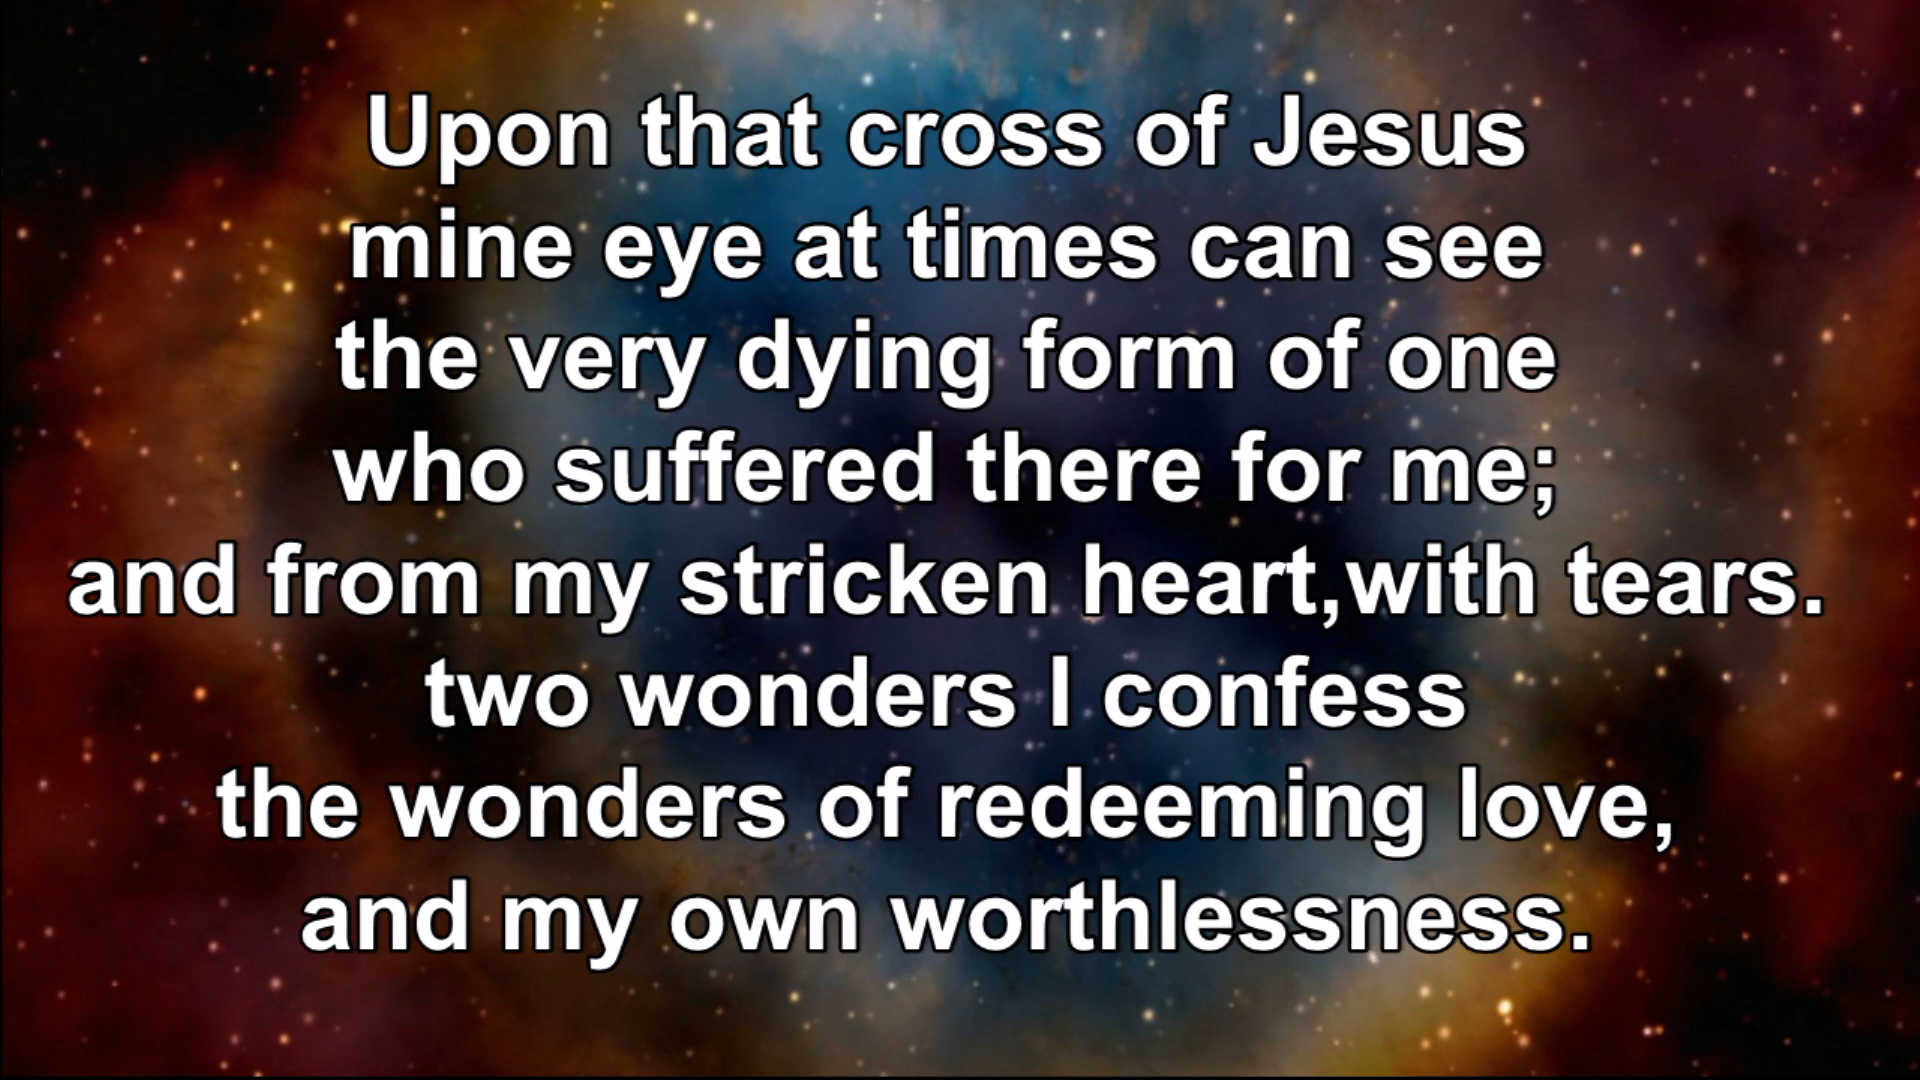 Upon that cross of Jesus
mine eye at times can see
the very dying form of one
who suffered there for me;
and from my stricken heart,with tears.
two wonders I confess
the wonders of redeeming love,
and my own worthlessness.